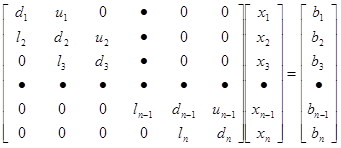 d₁ u₁ 0 • 0 0 x₁ b₁
l₂ d₂ u₂ • 0 0 x₂ b₂
0 l₃ d₃ • 0 0 x₃ = b₃
• • • • • • • •
0 0 0 lₙ₋₁ dₙ₋₁ uₙ₋₁ xₙ₋₁ bₙ₋₁
0 0 0 0 lₙ dₙ xₙ bₙ